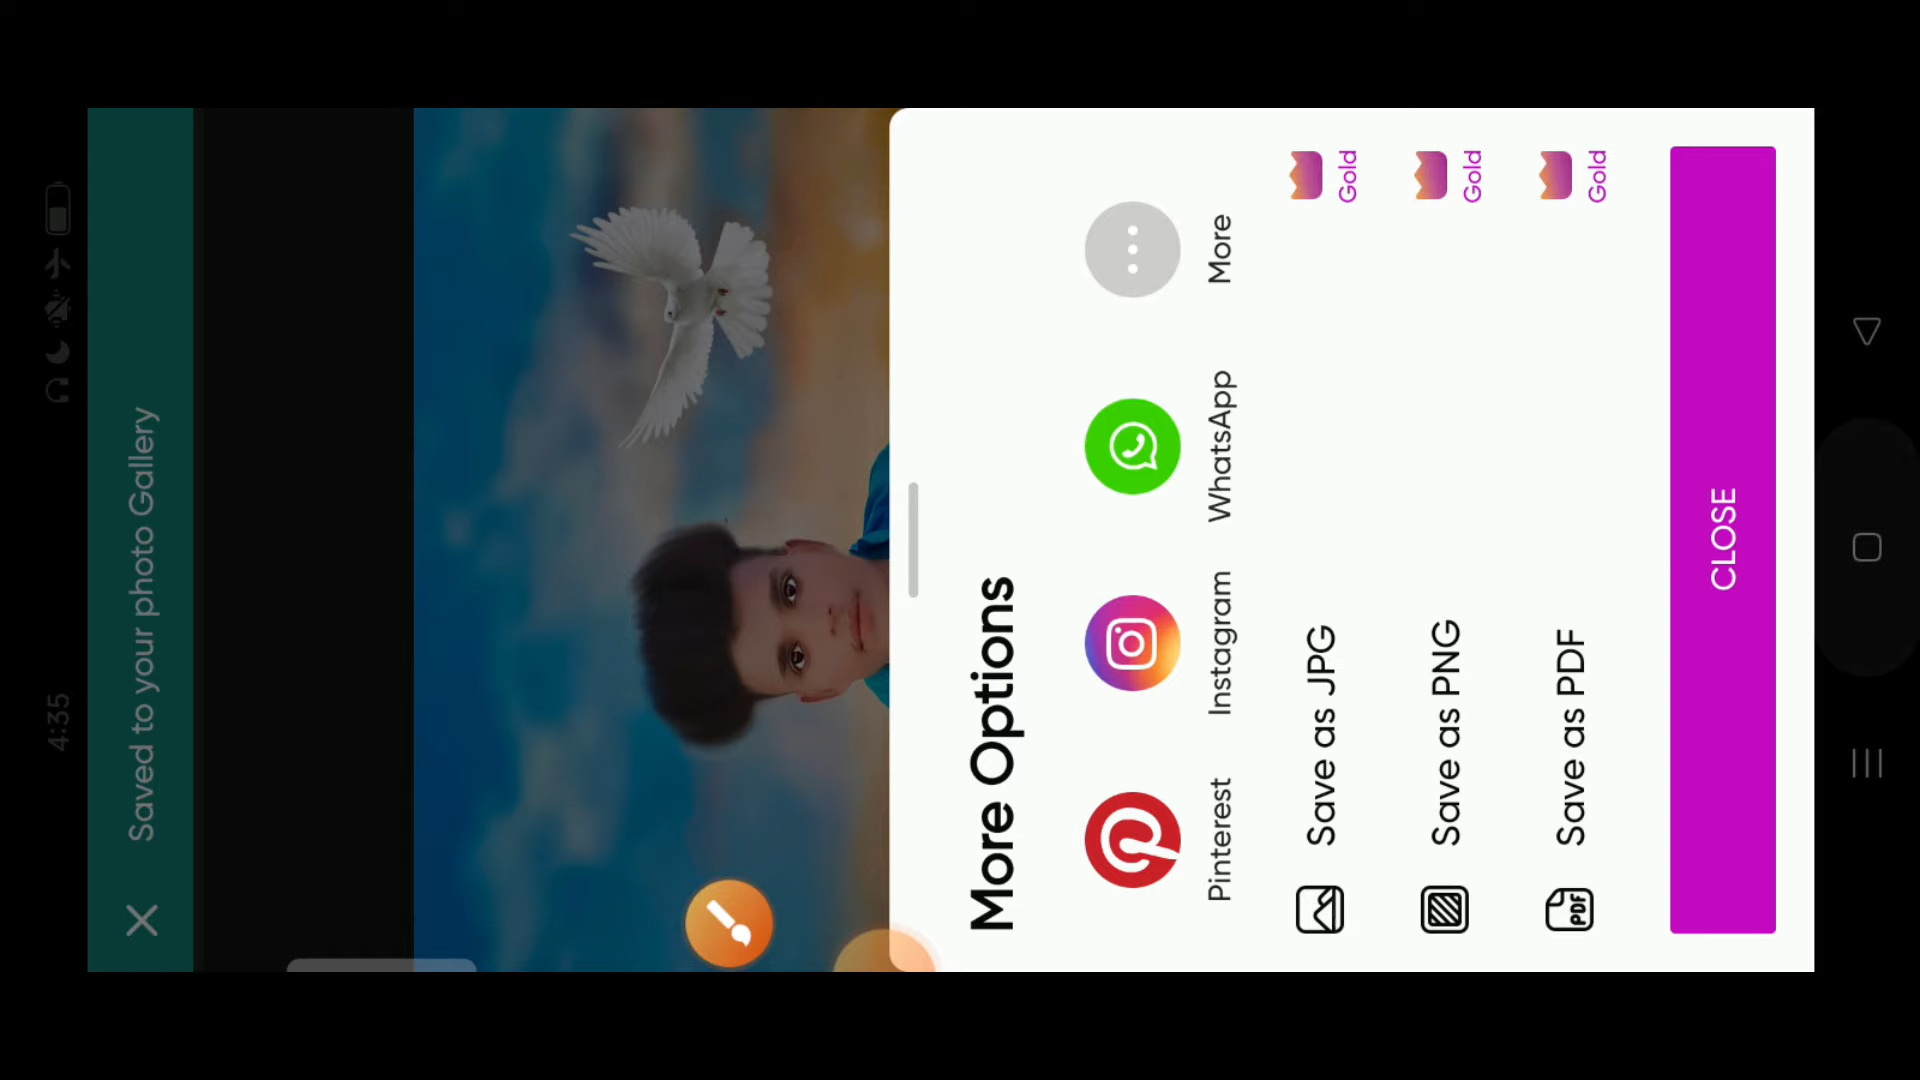 4:35
Saved to your photo Gallery
More Options
Pinterest Instagram WhatsApp More
Save as JPG Gold
Save as PNG Gold
PDF Save as PDF Gold
CLOSE